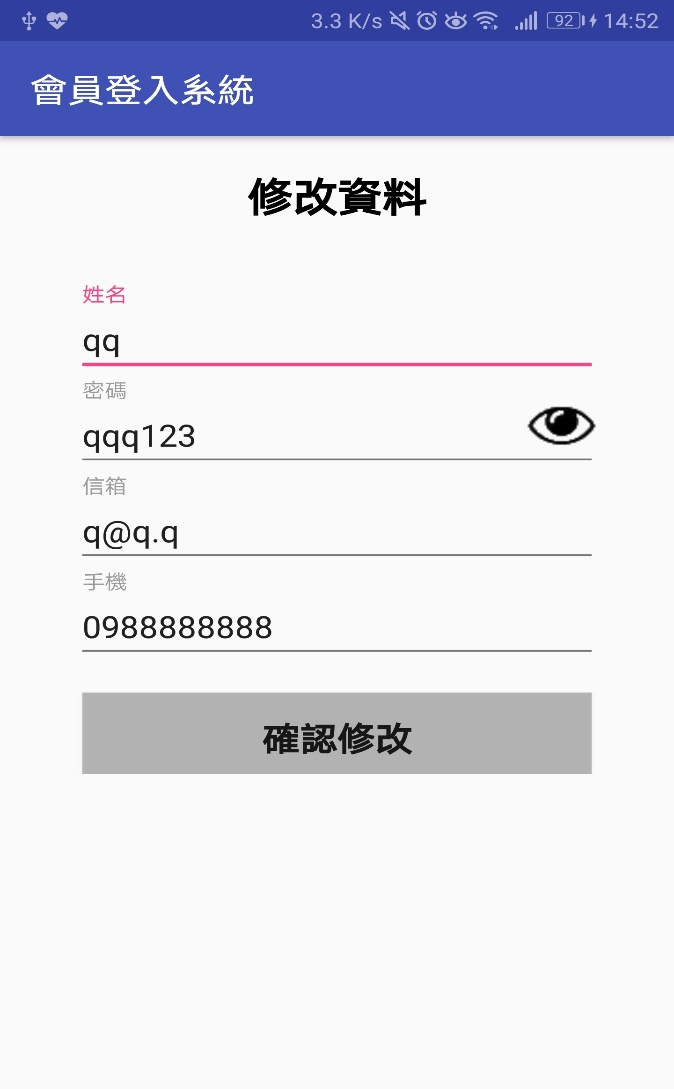 3.3 K/s 92 14:52
會員登入系統
修改資料
姓名
qq
密碼
qqq123
信箱
q@q.q
手機
0988888888
確認修改